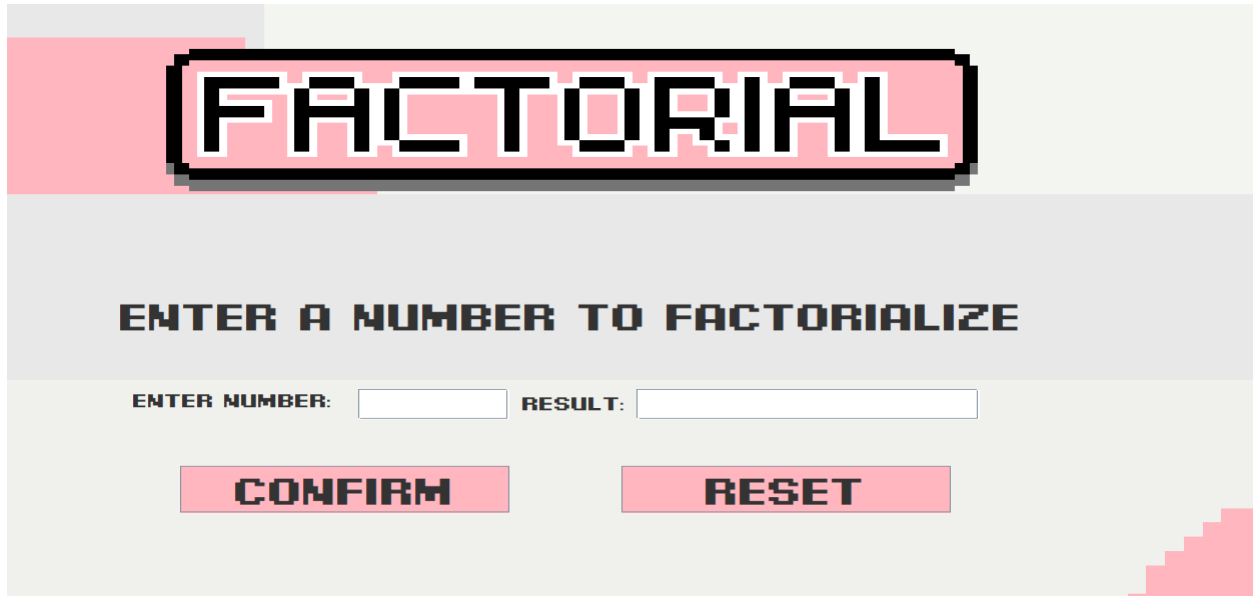 FACTORIAL
ENTER A NUMBER TO FACTORIALIZE
ENTER NUMBER: RESULT:
CONFIRM RESET